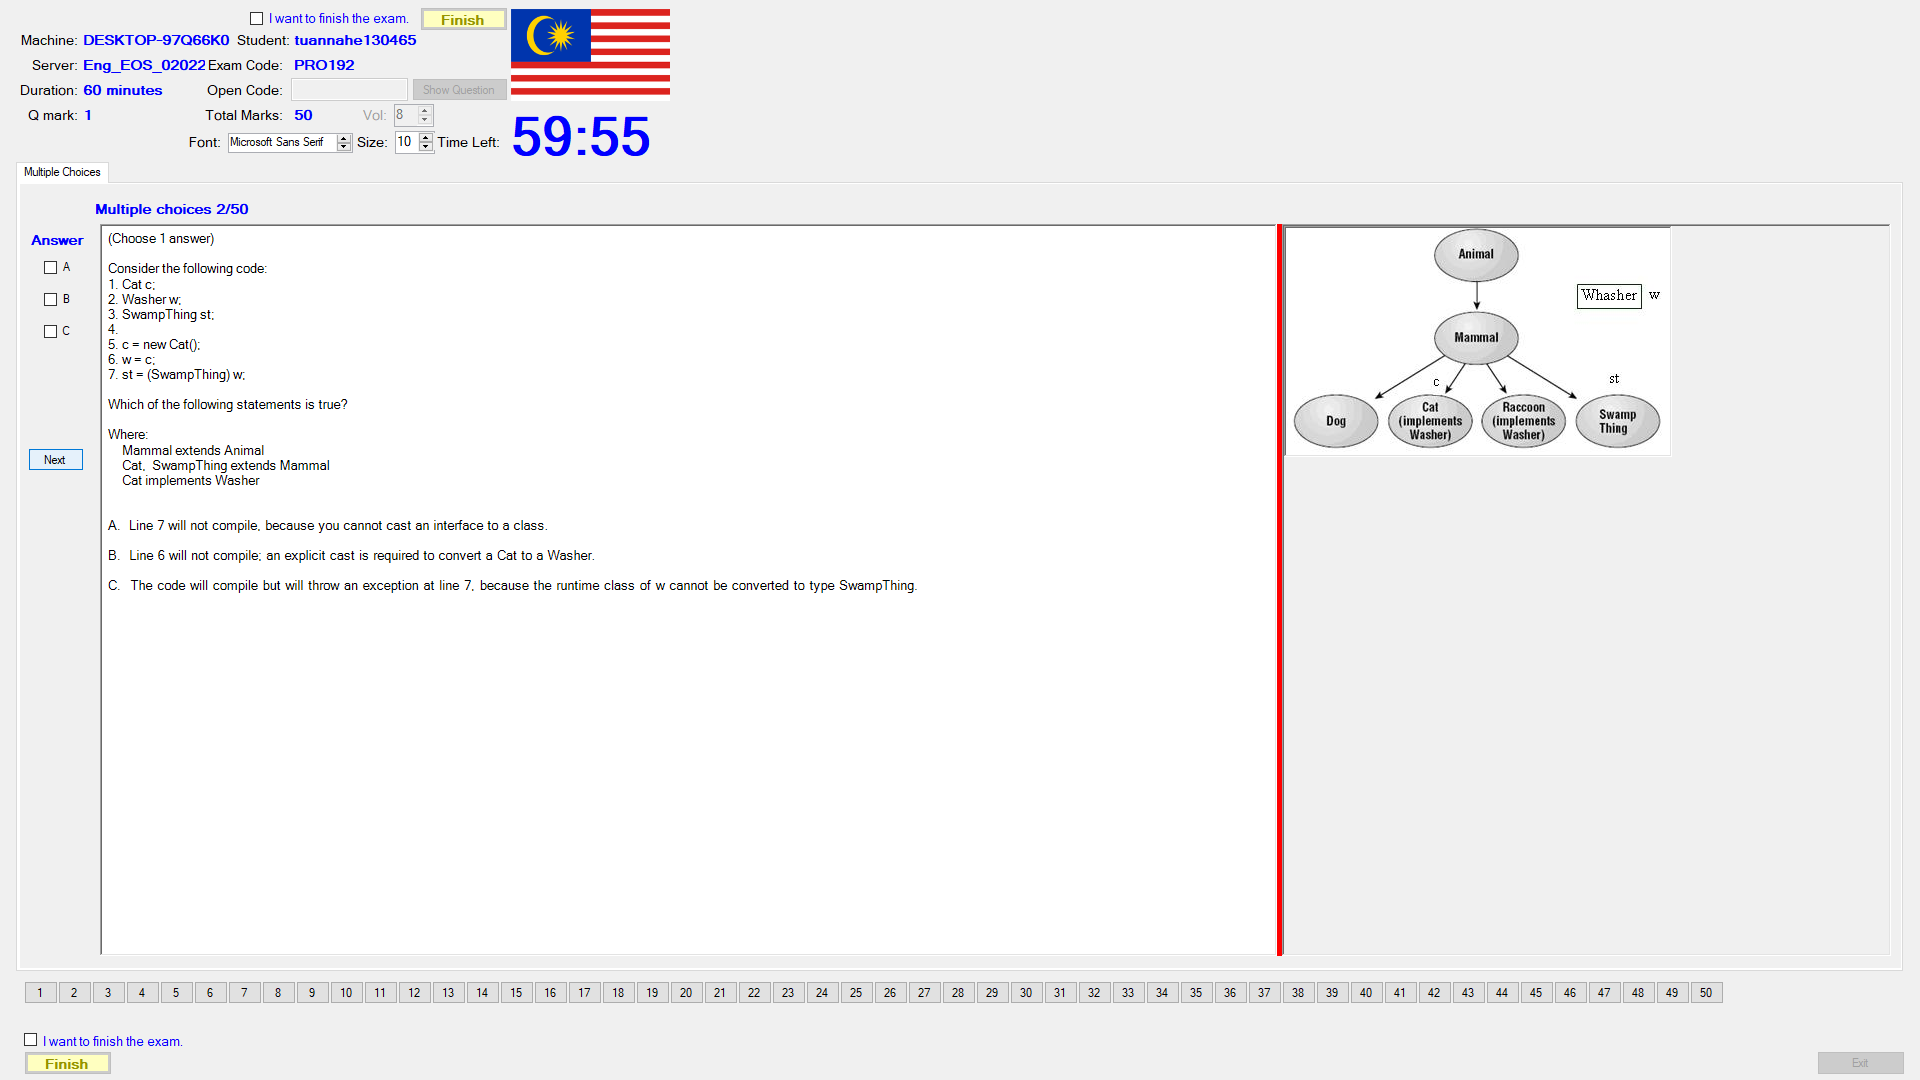 I want to finish the exam.
Finish
Machine: DESKTOP-97Q66K0 Student: tuannahe130465
Server: Eng_EOS_02022 Exam Code: PRO192
Duration: 60 minutes Open Code: Show Question
Q mark: 1 Total Marks: 50 Vol: 8
Font: Microsoft Sans Serif Size: 10 Time Left: 59:55
Multiple Choices
Multiple choices 2/50
Answer
A
B
C
Next
(Choose 1 answer)
Consider the following code:
1. Cat c;
2. Washer w;
3. SwampThing st;
4.
5. c = new Cat();
6. w = c;
7. st = (SwampThing) w;
Which of the following statements is true?
Where:
Mammal extends Animal
Cat, SwampThing extends Mammal
Cat implements Washer
A. Line 7 will not compile, because you cannot cast an interface to a class.
B. Line 6 will not compile; an explicit cast is required to convert a Cat to a Washer.
C. The code will compile but will throw an exception at line 7, because the runtime class of w cannot be converted to type SwampThing.
Animal
Whasher w
Mammal
c
st
Dog
Cat
(implements
Washer)
Raccoon
(implements
Washer)
Swamp
Thing
1 2 3 4 5 6 7 8 9 10 11 12 13 14 15 16 17 18 19 20 21 22 23 24 25 26 27 28 29 30 31 32 33 34 35 36 37 38 39 40 41 42 43 44 45 46 47 48 49 50
I want to finish the exam.
Finish
Exit